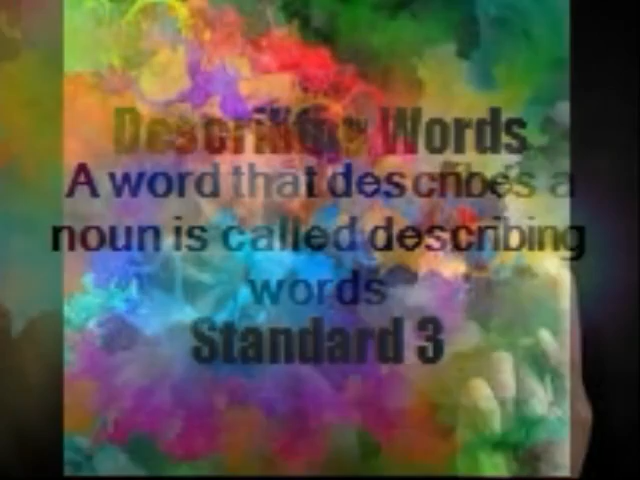 Describing Words
A word that describes a
noun is called describing
words
Standard 3